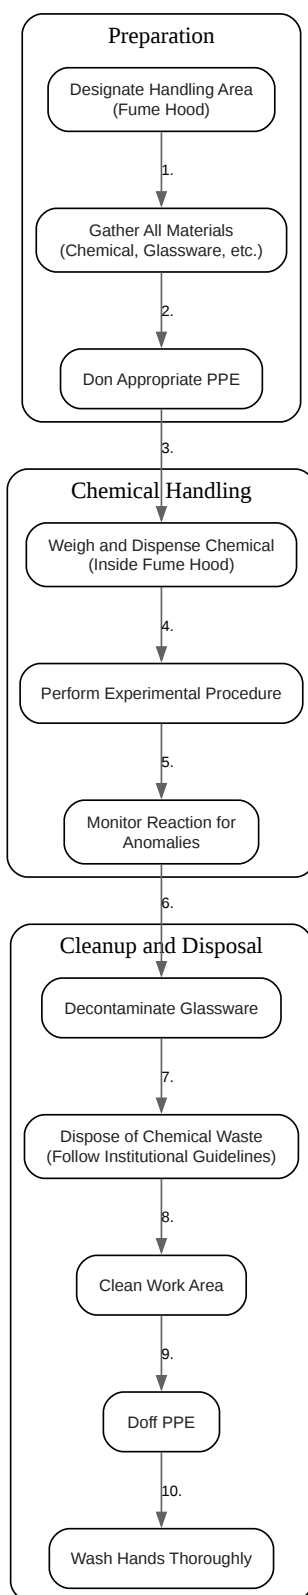 Preparation
Designate Handling Area
(Fume Hood)
1.
Gather All Materials
(Chemical, Glassware, etc.)
2.
Don Appropriate PPE
3.
Chemical Handling
Weigh and Dispense Chemical
(Inside Fume Hood)
4.
Perform Experimental Procedure
5.
Monitor Reaction for
Anomalies
6.
Cleanup and Disposal
Decontaminate Glassware
7.
Dispose of Chemical Waste
(Follow Institutional Guidelines)
8.
Clean Work Area
9.
Doff PPE
10.
Wash Hands Thoroughly